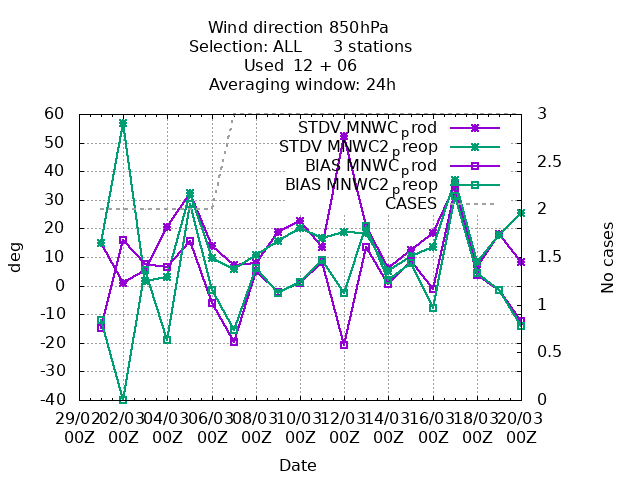 Wind direction 850hPa
Selection: ALL 3 stations
Used 12 + 06
Averaging window: 24h
STDV MNWC_prod
STDV MNWC2_preop
BIAS MNWC_prod
BIAS MNWC2_preop
CASES
60
50
40
30
20
10
0
-10
-20
-30
-40
deg
3
2.5
2
1.5
1
0.5
0
No cases
29/02 02/03 04/03 06/03 08/03 10/03 12/03 14/03 16/03 18/03 20/03
00Z 00Z 00Z 00Z 00Z 00Z 00Z 00Z 00Z 00Z 00Z
Date